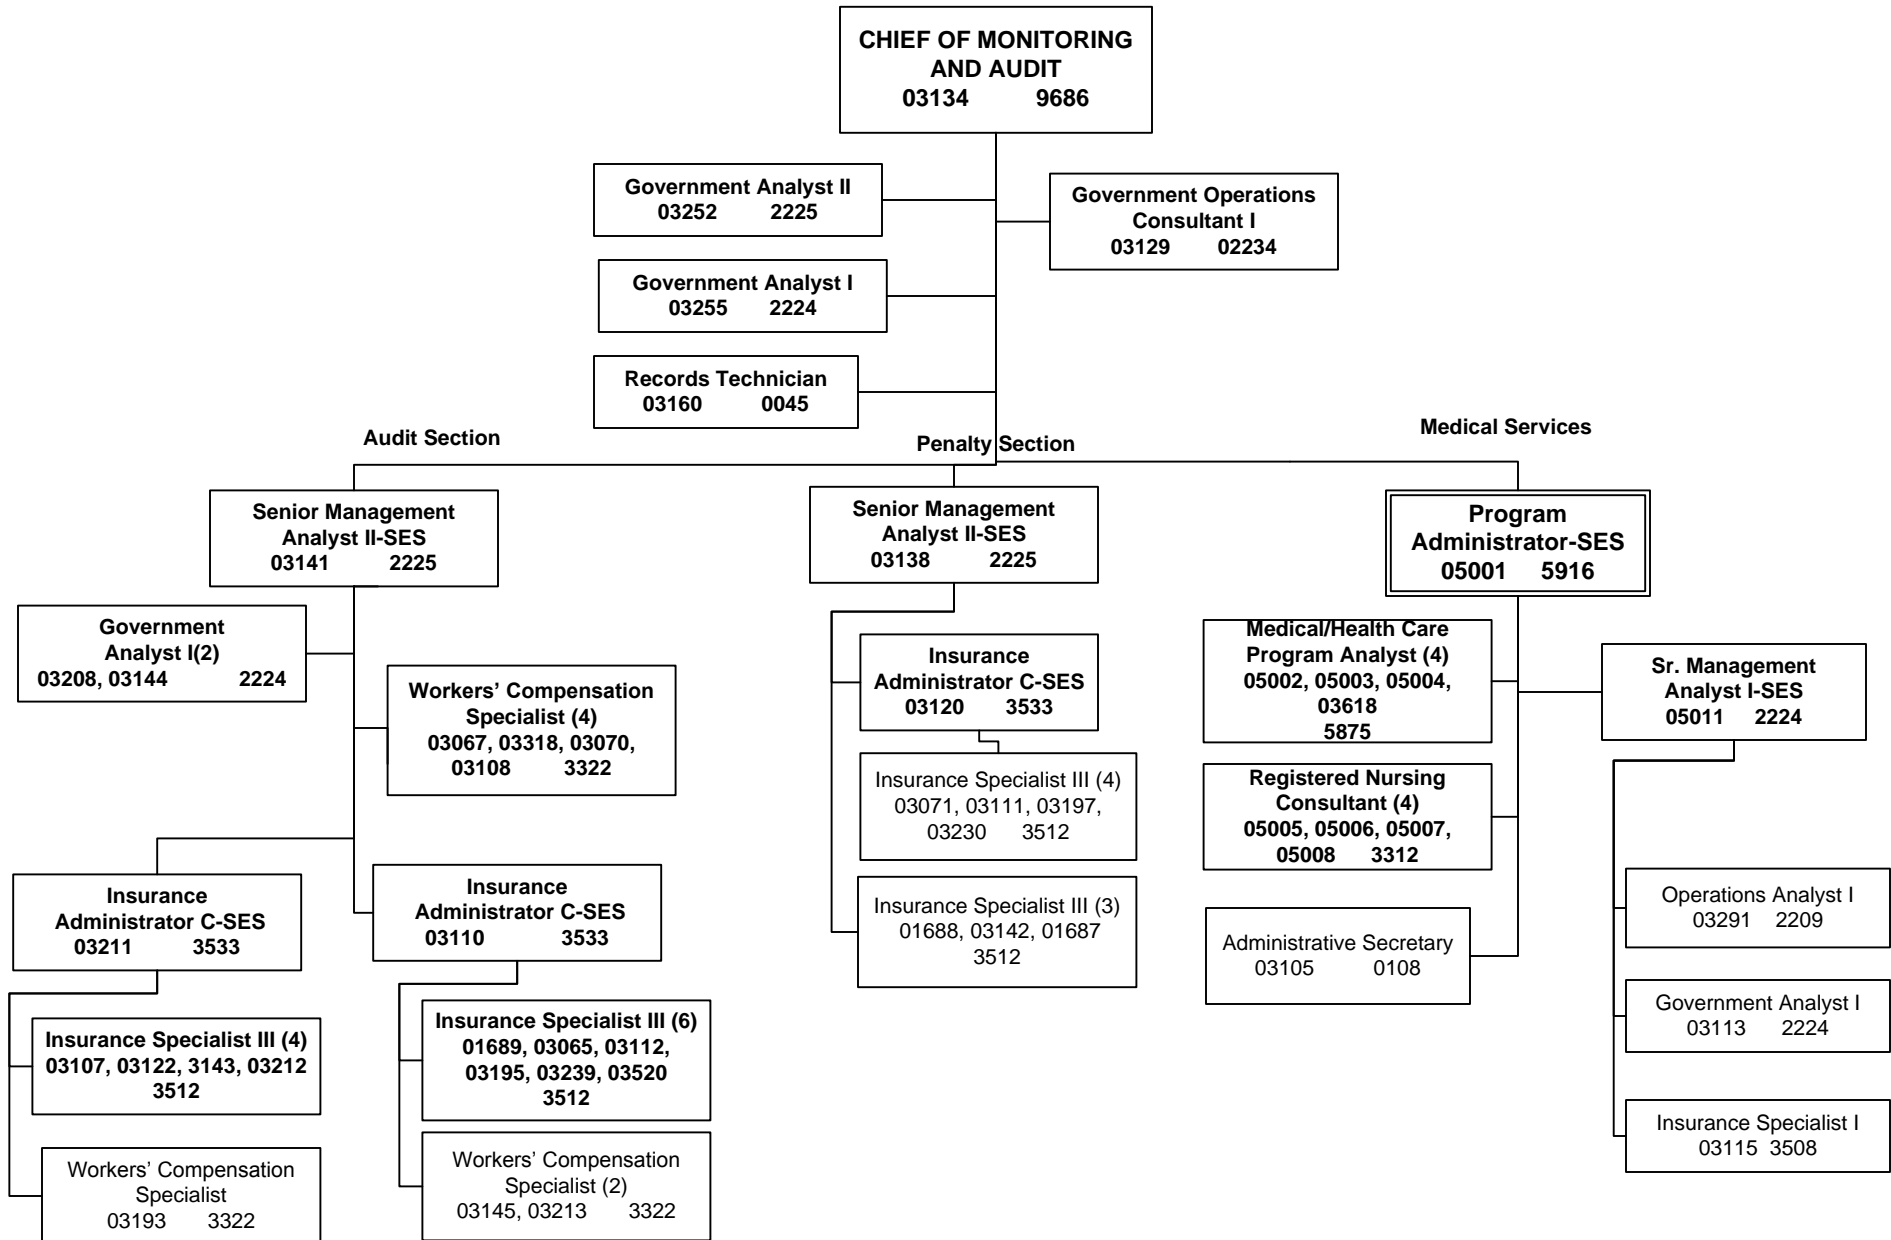 CHIEF OF MONITORING
AND AUDIT
03134 9686
Government Analyst II
03252 2225
Government Operations
Consultant I
03129 02234
Government Analyst I
03255 2224
Records Technician
03160 0045
Audit Section
Penalty Section
Medical Services
Senior Management
Analyst II-SES
03141 2225
Government
Analyst I(2)
03208, 03144 2224
Workers’ Compensation
Specialist (4)
03067, 03318, 03070,
03108 3322
Insurance
Administrator C-SES
03211 3533
Insurance Specialist III (4)
03107, 03122, 3143, 03212
3512
Workers’ Compensation
Specialist
03193 3322
Insurance
Administrator C-SES
03110 3533
Insurance Specialist III (6)
01689, 03065, 03112,
03195, 03239, 03520
3512
Workers’ Compensation
Specialist (2)
03145, 03213 3322
Senior Management
Analyst II-SES
03138 2225
Insurance
Administrator C-SES
03120 3533
Insurance Specialist III (4)
03071, 03111, 03197,
03230 3512
Insurance Specialist III (3)
01688, 03142, 01687
3512
Program
Administrator-SES
05001 5916
Medical/Health Care
Program Analyst (4)
05002, 05003, 05004,
03618
5875
Registered Nursing
Consultant (4)
05005, 05006, 05007,
05008 3312
Administrative Secretary
03105 0108
Sr. Management
Analyst I-SES
05011 2224
Operations Analyst I
03291 2209
Government Analyst I
03113 2224
Insurance Specialist I
03115 3508